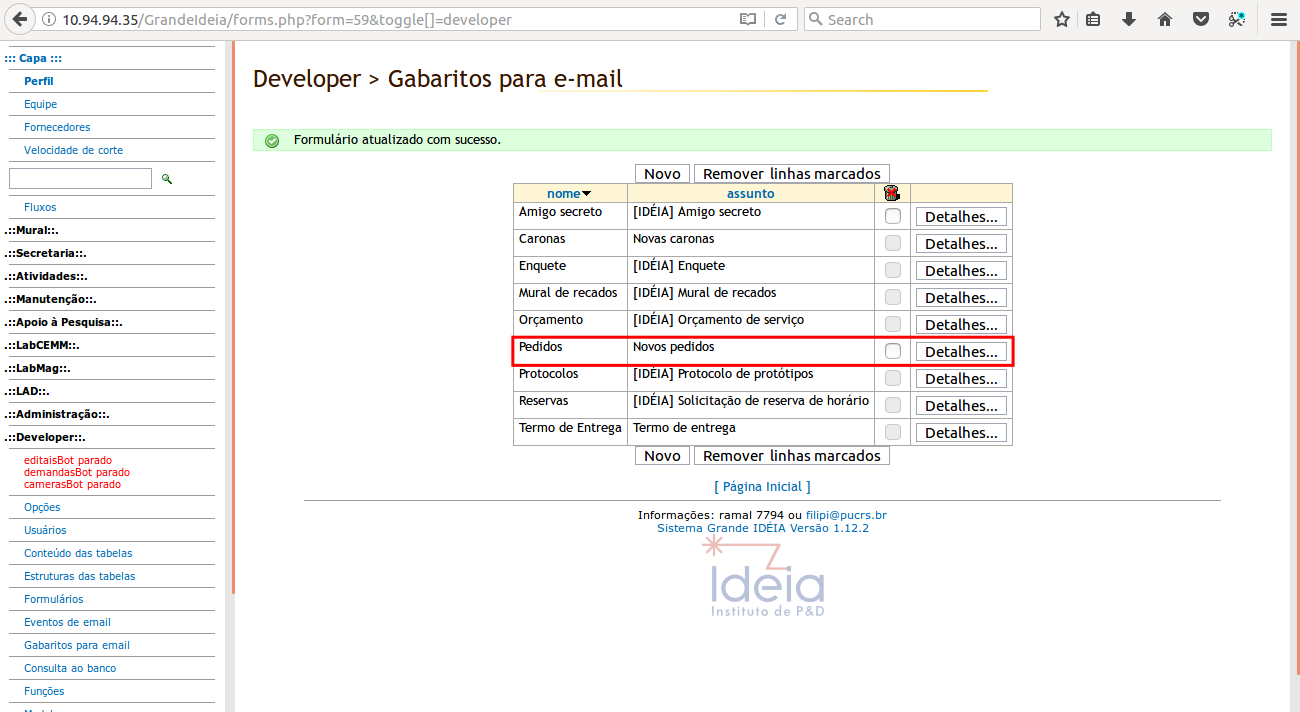 10.94.94.35/GrandeIdeia/forms.php?form=59&toggle[]=developer
Search
::: Capa :::
Perfil
Equipe
Fornecedores
Velocidade de corte
Fluxos
.::Mural::.
.::Secretaria::.
.::Atividades::.
.::Manutenção::.
.::Apoio à Pesquisa::.
.::LabCEMM::.
.::LabMag::.
.::LAD::.
.::Administração::.
.::Developer::.
editaisBot parado
demandasBot parado
camerasBot parado
Opções
Usuários
Conteúdo das tabelas
Estruturas das tabelas
Formulários
Eventos de email
Gabaritos para email
Consulta ao banco
Funções
Developer > Gabaritos para e-mail
Formulário atualizado com sucesso.
Novo Remover linhas marcados
nome assunto
Amigo secreto [IDÉIA] Amigo secreto Detalhes...
Caronas Novas caronas Detalhes...
Enquete [IDÉIA] Enquete Detalhes...
Mural de recados [IDÉIA] Mural de recados Detalhes...
Orçamento [IDÉIA] Orçamento de serviço Detalhes...
Pedidos Novos pedidos Detalhes...
Protocolos [IDÉIA] Protocolo de protótipos Detalhes...
Reservas [IDÉIA] Solicitação de reserva de horário Detalhes...
Termo de Entrega Termo de entrega Detalhes...
Novo Remover linhas marcados
[ Página Inicial ]
Informações: ramal 7794 ou filipi@pucrs.br
Sistema Grande IDÉIA Versão 1.12.2
Ideia
Instituto de P&D